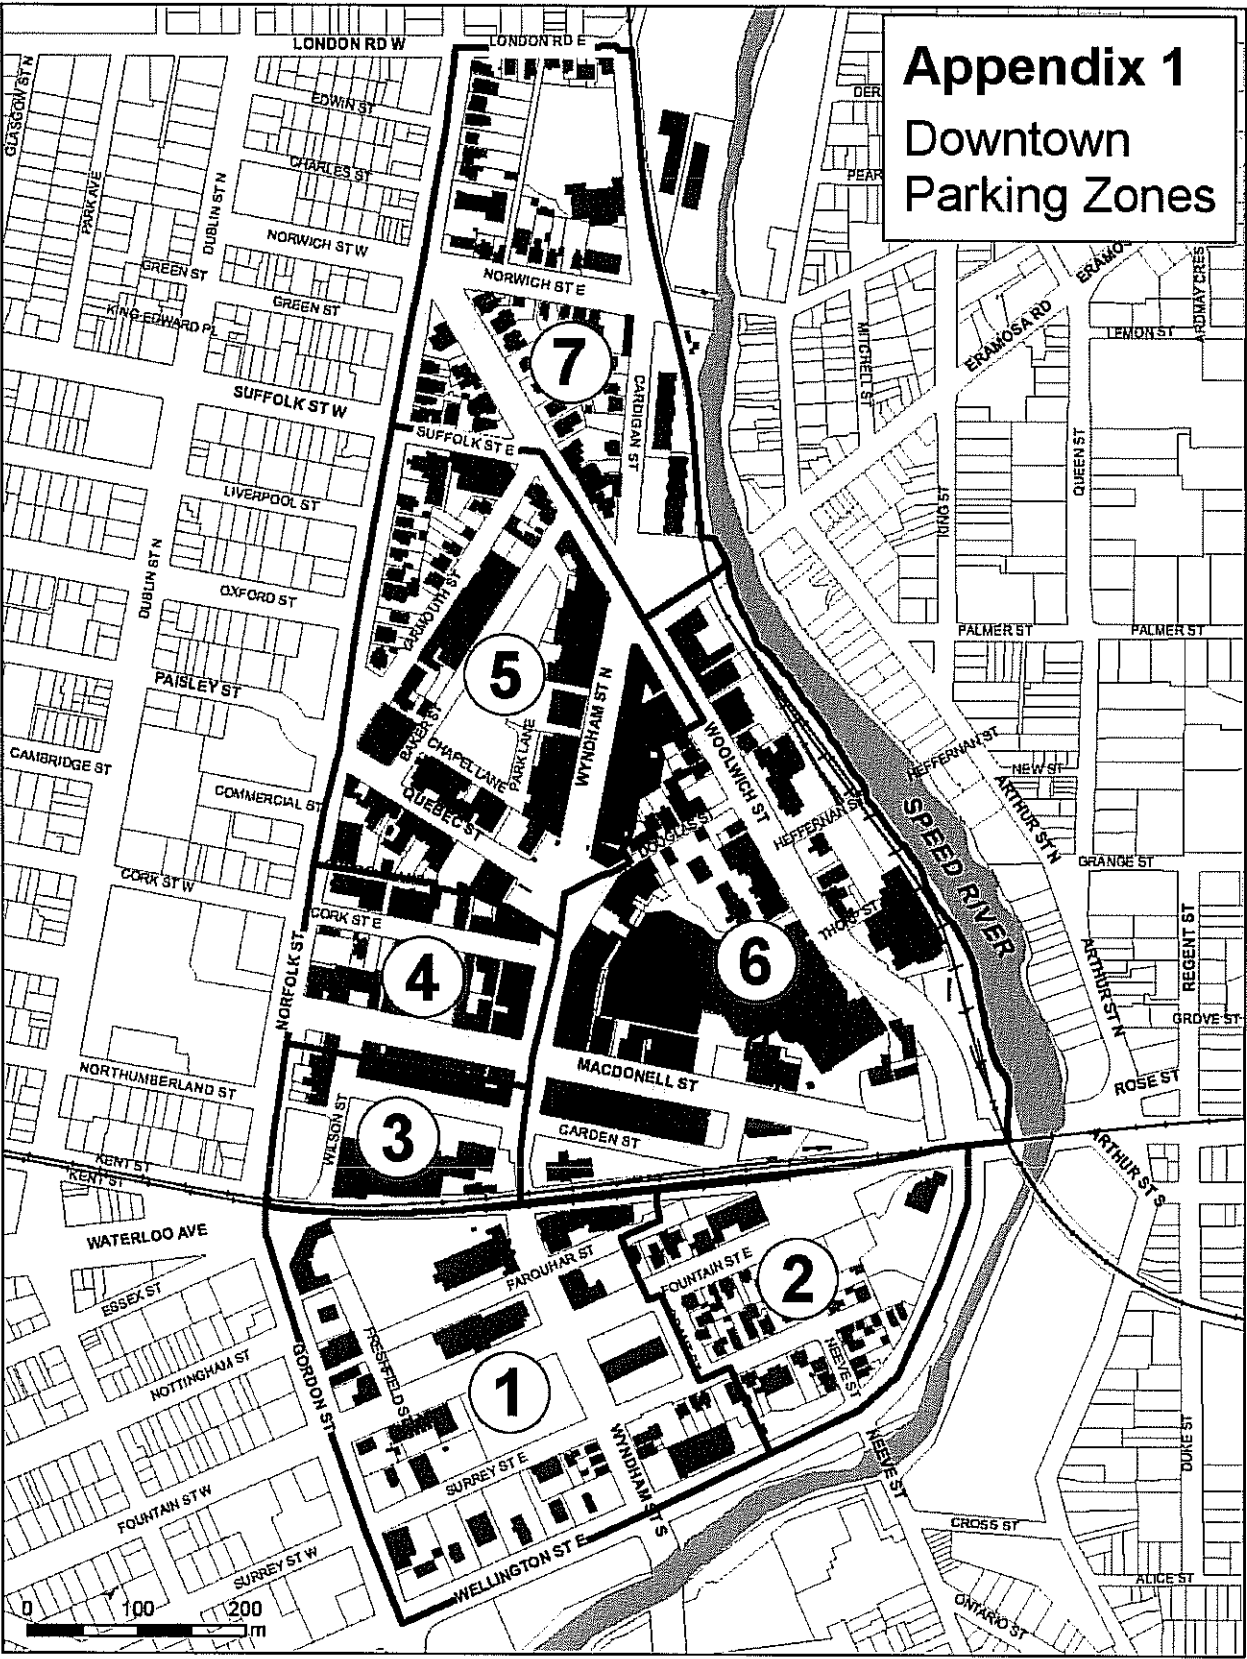 Appendix 1
Downtown
Parking Zones
LONDON RD W
LONDON RD E
GLASGOW ST N
EDWIN ST
DER
CHARLES ST
PARK AVE
DUBLIN ST N
PEAR
NORWICH ST W
GREEN ST
NORWICH ST E
GREEN ST
KING EDWARD PL
ERAMOS
ERAMOSA RD
ARDMAY CRES
LEMON ST
MITCHELL ST
7
SUFFOLK ST W
CARDIGAN ST
SUFFOLK ST E
QUEEN ST
LIVERPOOL ST
KING ST
DUBLIN ST N
OXFORD ST
YARMOUTH ST
PALMER ST
PALMER ST
5
PAISLEY ST
WYNDHAM ST N
BAKER ST
CHAPEL LANE
PARK LANE
WOOLWICH ST
CAMBRIDGE ST
HEFFERNAN ST
NEW ST
COMMERCIAL ST
QUEBEC ST
DOUGLAS ST
HEFFERNAN ST
SPEED RIVER
ARTHUR ST N
GRANGE ST
CORK ST W
CORK ST E
THORP ST
REGENT ST
4
6
NORFOLK ST
ARTHUR ST N
GROVE ST
NORTHUMBERLAND ST
MACDONELL ST
ROSE ST
WILSON ST
3
CARDEN ST
ARTHUR ST S
KENT ST
KENT ST
WATERLOO AVE
FARQUHAR ST
FOUNTAIN ST E
2
ESSEX ST
NOTTINGHAM ST
GORDON ST
FRESHFIELD ST
1
NEEVE ST
WYNDHAM ST S
NEEVE ST
DUKE ST
SURREY ST E
FOUNTAIN ST W
CROSS ST
SURREY ST W
WELLINGTON ST E
ALICE ST
ONTARIO ST
0 100 200
m